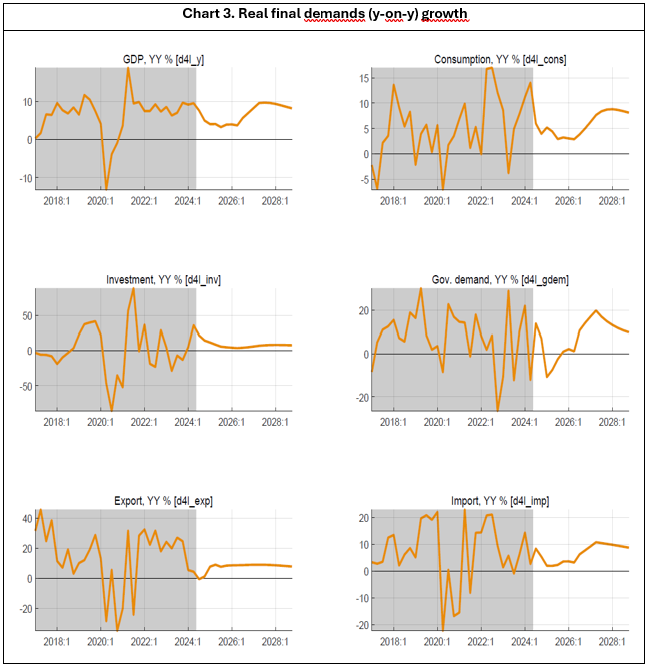 Chart 3. Real final demands (y-on-y) growth
GDP, YY % [d4l_y]
10
0
-10
2018:1 2020:1 2022:1 2024:1 2026:1 2028:1
Consumption, YY % [d4l_cons]
15
10
5
0
-5
2018:1 2020:1 2022:1 2024:1 2026:1 2028:1
Investment, YY % [d4l_inv]
50
0
-50
2018:1 2020:1 2022:1 2024:1 2026:1 2028:1
Gov. demand, YY % [d4l_gdem]
20
0
-20
2018:1 2020:1 2022:1 2024:1 2026:1 2028:1
Export, YY % [d4l_exp]
40
20
0
-20
2018:1 2020:1 2022:1 2024:1 2026:1 2028:1
Import, YY % [d4l_imp]
20
10
0
-10
-20
2018:1 2020:1 2022:1 2024:1 2026:1 2028:1